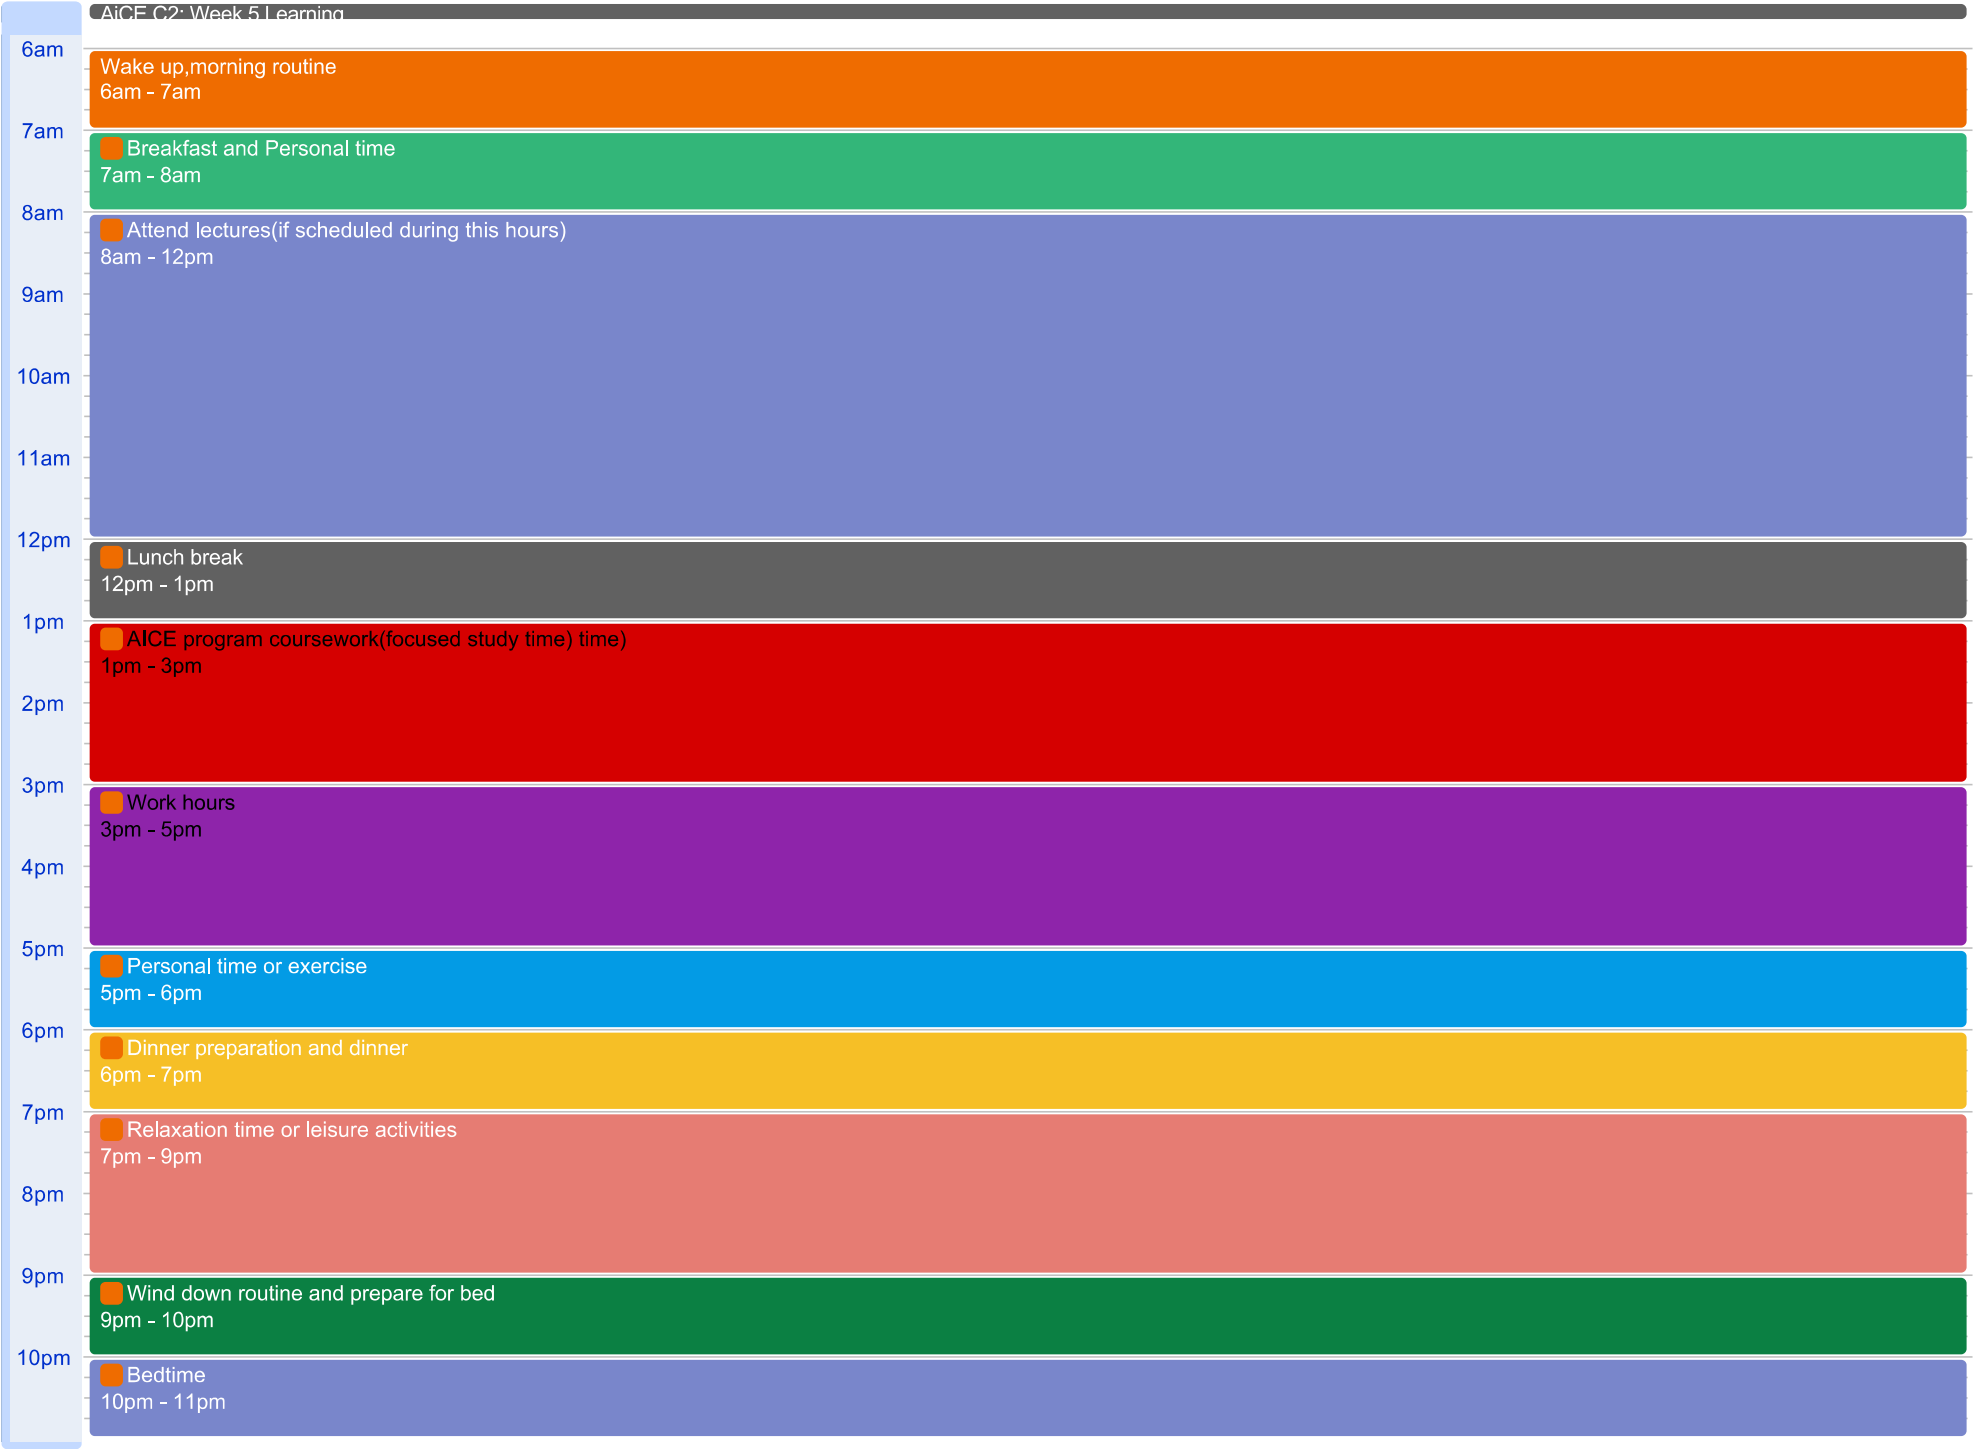 AiCE C2: Week 5 Learning
6am
Wake up,morning routine
6am - 7am
7am
Breakfast and Personal time
7am - 8am
8am
Attend lectures(if scheduled during this hours)
8am - 12pm
9am
10am
11am
12pm
Lunch break
12pm - 1pm
1pm
AICE program coursework(focused study time) time)
1pm - 3pm
2pm
3pm
Work hours
3pm - 5pm
4pm
5pm
Personal time or exercise
5pm - 6pm
6pm
Dinner preparation and dinner
6pm - 7pm
7pm
Relaxation time or leisure activities
7pm - 9pm
8pm
9pm
Wind down routine and prepare for bed
9pm - 10pm
10pm
Bedtime
10pm - 11pm